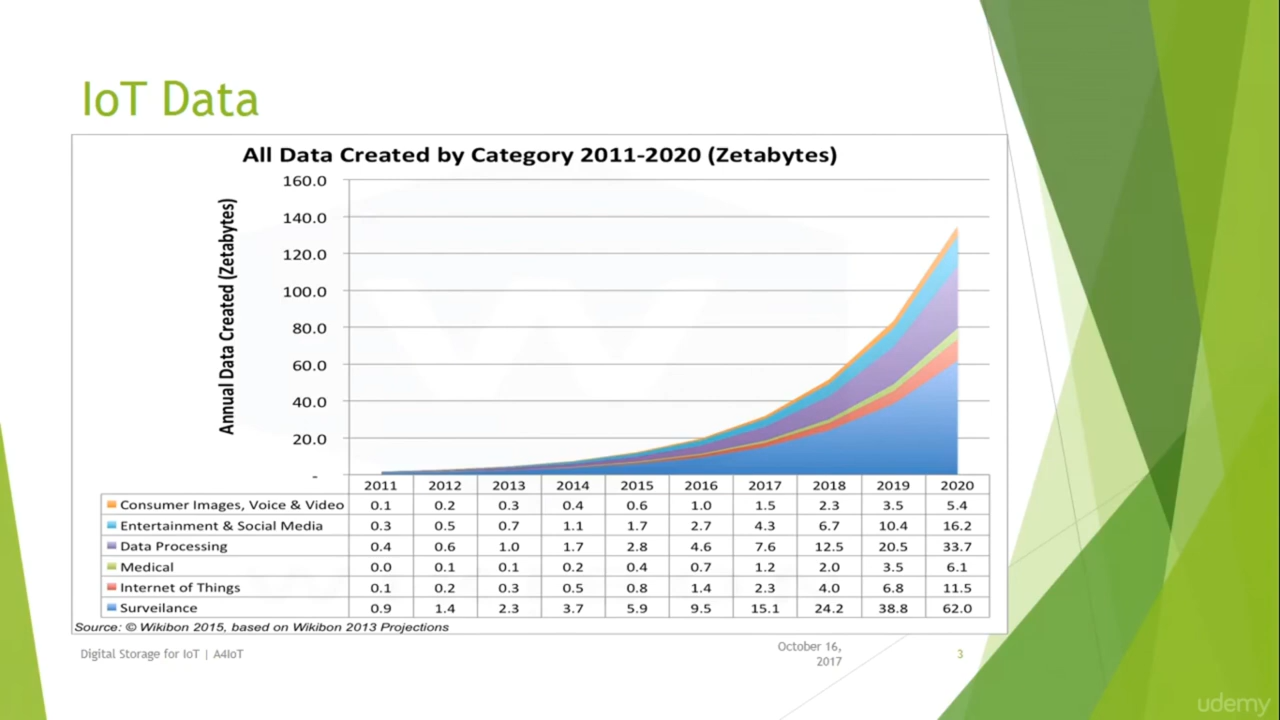 IoT Data
All Data Created by Category 2011-2020 (Zetabytes)
Annual Data Created (Zetabytes)
160.0
140.0
120.0
100.0
80.0
60.0
40.0
20.0
-
2011 2012 2013 2014 2015 2016 2017 2018 2019 2020
Consumer Images, Voice & Video 0.1 0.2 0.3 0.4 0.6 1.0 1.5 2.3 3.5 5.4
Entertainment & Social Media 0.3 0.5 0.7 1.1 1.7 2.7 4.3 6.7 10.4 16.2
Data Processing 0.4 0.6 1.0 1.7 2.8 4.6 7.6 12.5 20.5 33.7
Medical 0.0 0.1 0.1 0.2 0.4 0.7 1.2 2.0 3.5 6.1
Internet of Things 0.1 0.2 0.3 0.5 0.8 1.4 2.3 4.0 6.8 11.5
Surveilance 0.9 1.4 2.3 3.7 5.9 9.5 15.1 24.2 38.8 62.0
Source: © Wikibon 2015, based on Wikibon 2013 Projections
Digital Storage for IoT | A4IoT
October 16,
2017
3
udemy